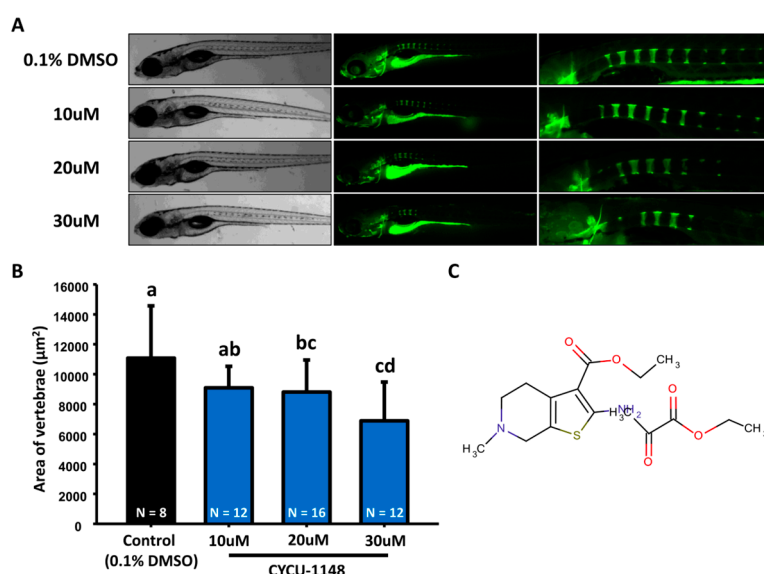 A
0.1% DMSO
10uM
20uM
30uM
B
Area of vertebrae (µm²)
16000
14000
12000
10000
8000
6000
4000
2000
0
a
ab
bc
cd
N = 8
N = 12
N = 16
N = 12
Control
(0.1% DMSO)
10uM
20uM
30uM
CYCU-1148
C
O
O
CH₃
N
H₃C
S
NH₂
H₃C
O
O
O
CH₃